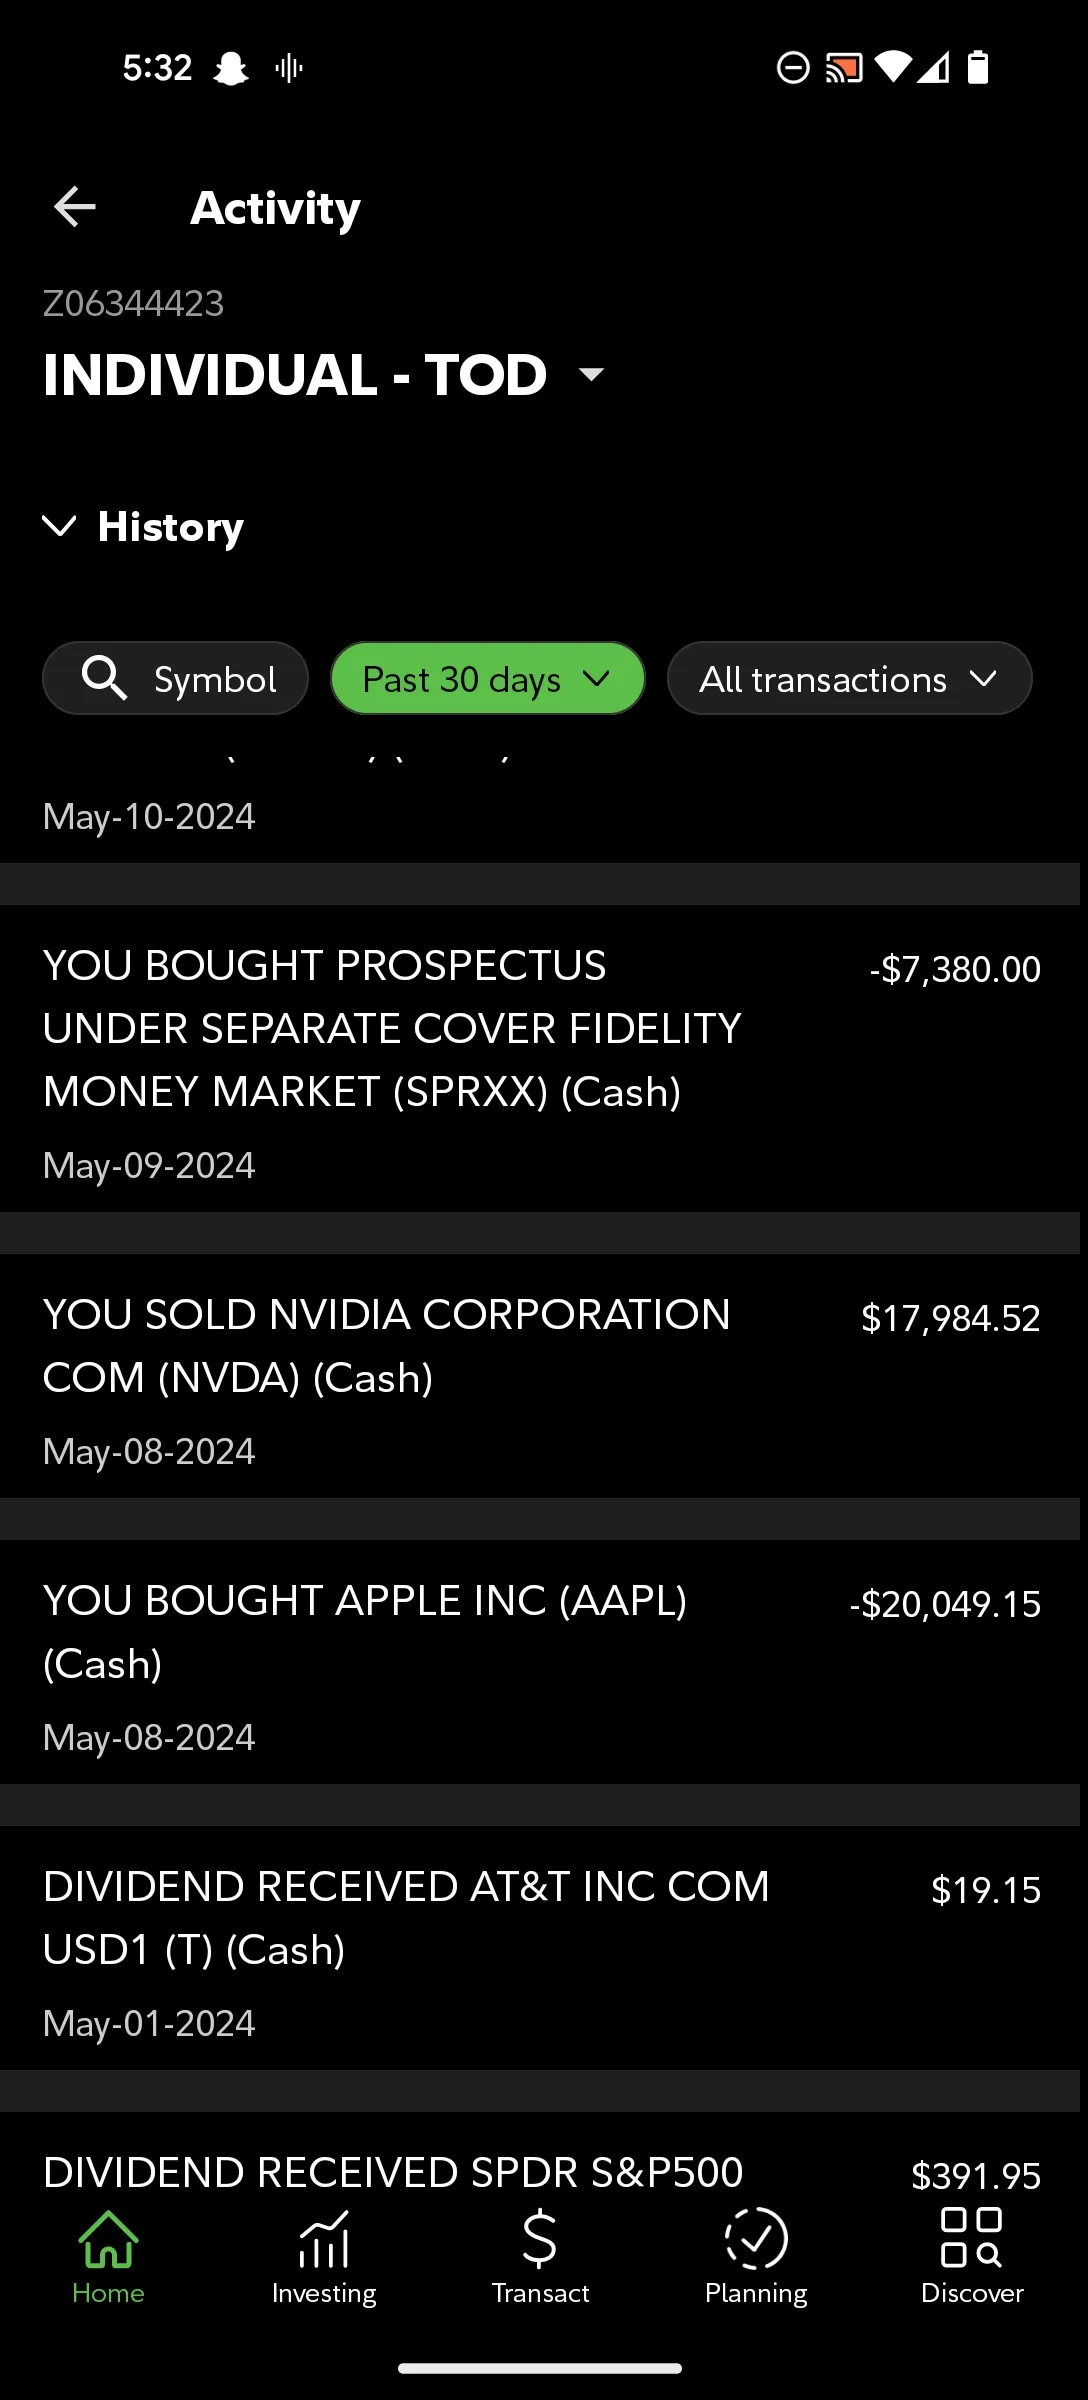 5:32
Activity
Z06344423
INDIVIDUAL - TOD
History
Symbol
Past 30 days
All transactions
May-10-2024
YOU BOUGHT PROSPECTUS
-$7,380.00
UNDER SEPARATE COVER FIDELITY
MONEY MARKET (SPRXX) (Cash)
May-09-2024
YOU SOLD NVIDIA CORPORATION
$17,984.52
COM (NVDA) (Cash)
May-08-2024
YOU BOUGHT APPLE INC (AAPL)
-$20,049.15
(Cash)
May-08-2024
DIVIDEND RECEIVED AT&T INC COM
$19.15
USD1 (T) (Cash)
May-01-2024
DIVIDEND RECEIVED SPDR S&P500
$391.95
Home
Investing
Transact
Planning
Discover